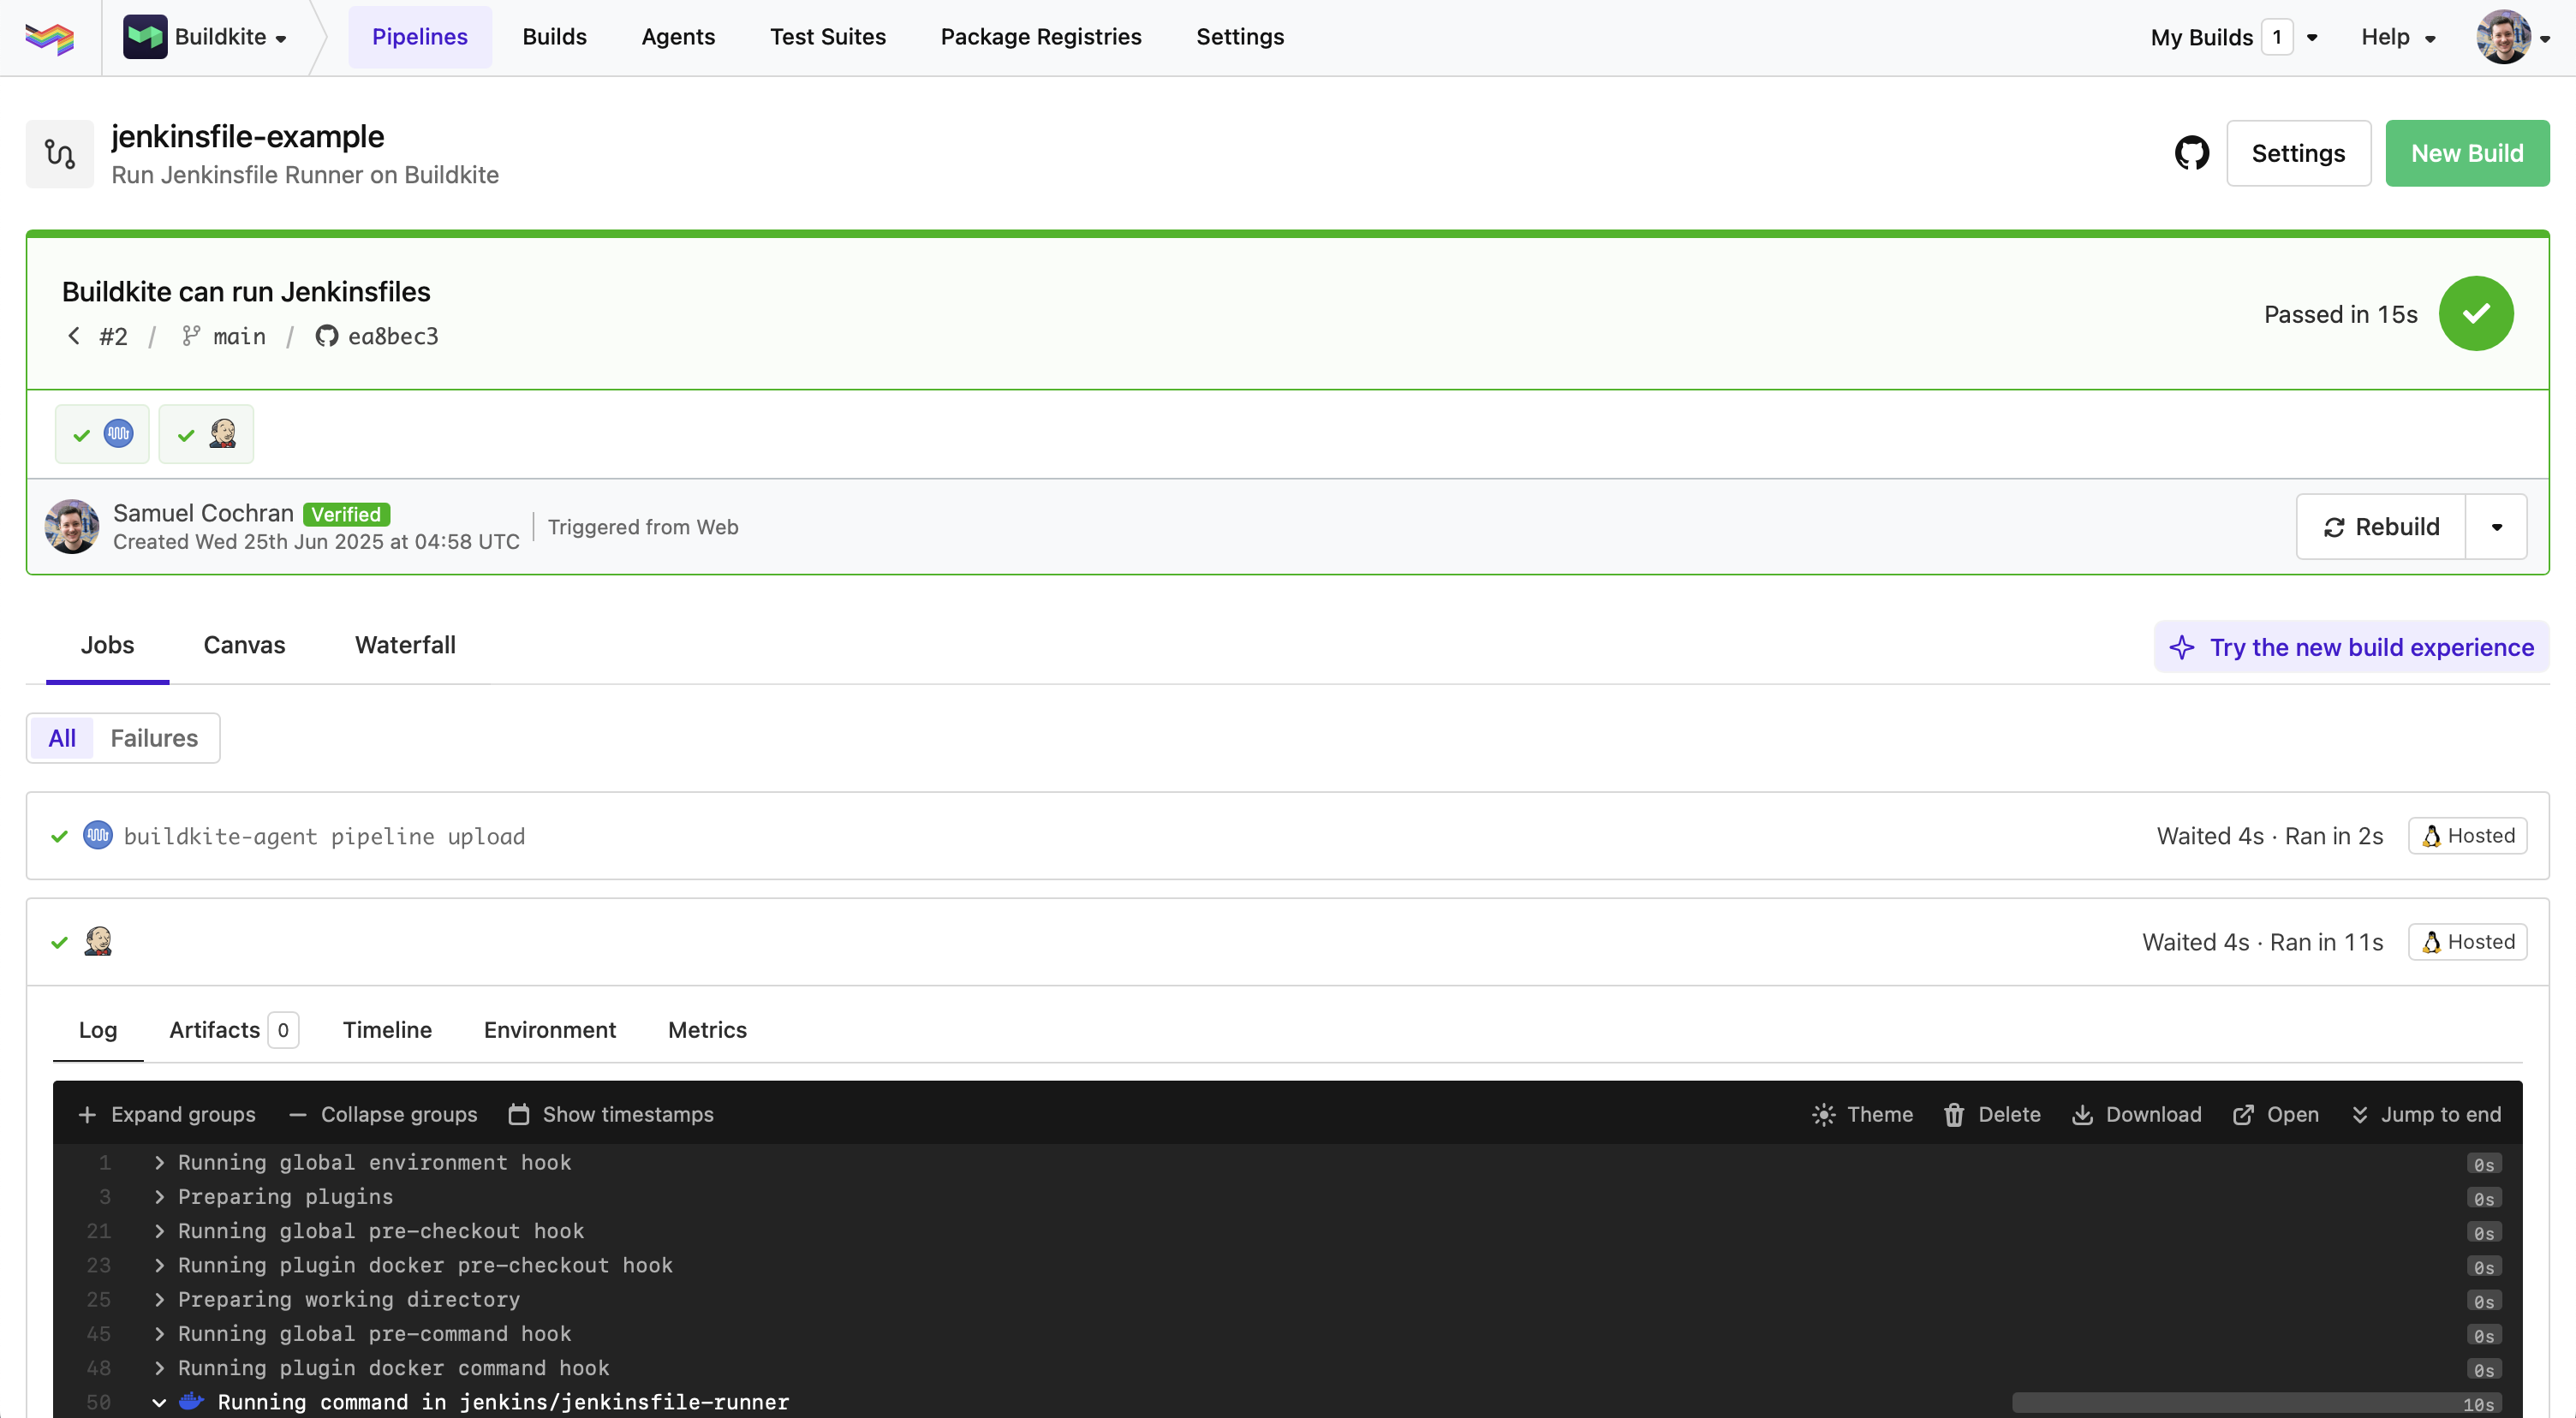 Buildkite Pipelines Builds Agents Test Suites Package Registries Settings My Builds 1 Help
jenkinsfile-example
Run Jenkinsfile Runner on Buildkite
Settings New Build
Buildkite can run Jenkinsfiles
#2 / main / ea8bec3
Passed in 15s
Samuel Cochran Verified
Created Wed 25th Jun 2025 at 04:58 UTC
Triggered from Web
Rebuild
Jobs Canvas Waterfall Try the new build experience
All Failures
buildkite-agent pipeline upload Waited 4s · Ran in 2s Hosted
Waited 4s · Ran in 11s Hosted
Log Artifacts 0 Timeline Environment Metrics
Expand groups Collapse groups Show timestamps Theme Delete Download Open Jump to end
1 Running global environment hook 0s
3 Preparing plugins 0s
21 Running global pre-checkout hook 0s
23 Running plugin docker pre-checkout hook 0s
25 Preparing working directory 0s
45 Running global pre-command hook 0s
48 Running plugin docker command hook 0s
50 Running command in jenkins/jenkinsfile-runner 10s